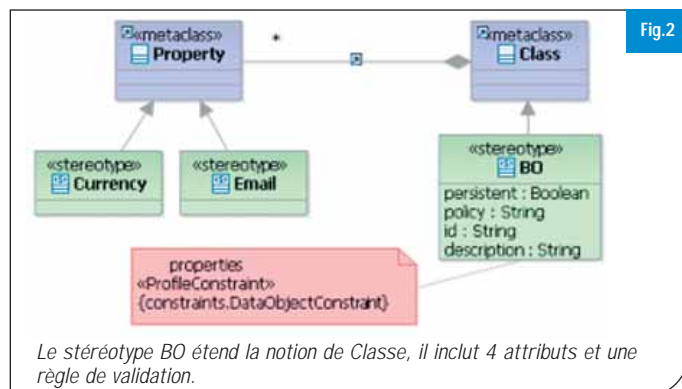 Fig.2
«metaclass»
Property
*
«metaclass»
Class
«stereotype»
Currency
«stereotype»
Email
«stereotype»
BO
persistent : Boolean
policy : String
id : String
description : String
properties
«ProfileConstraint»
{constraints.DataObjectConstraint}
Le stéréotype BO étend la notion de Classe, il inclut 4 attributs et une
règle de validation.